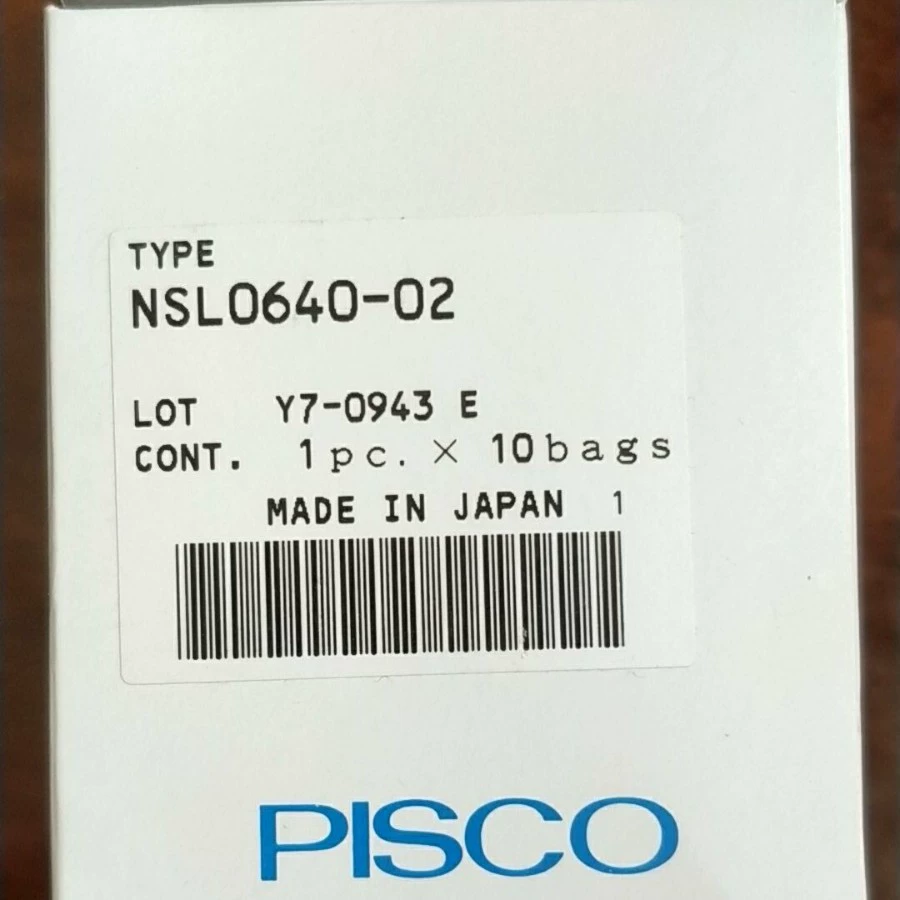 TYPE
NSL0640-02
LOT Y7-0943 E
CONT. 1pc. × 10bags
MADE IN JAPAN 1
PISCO